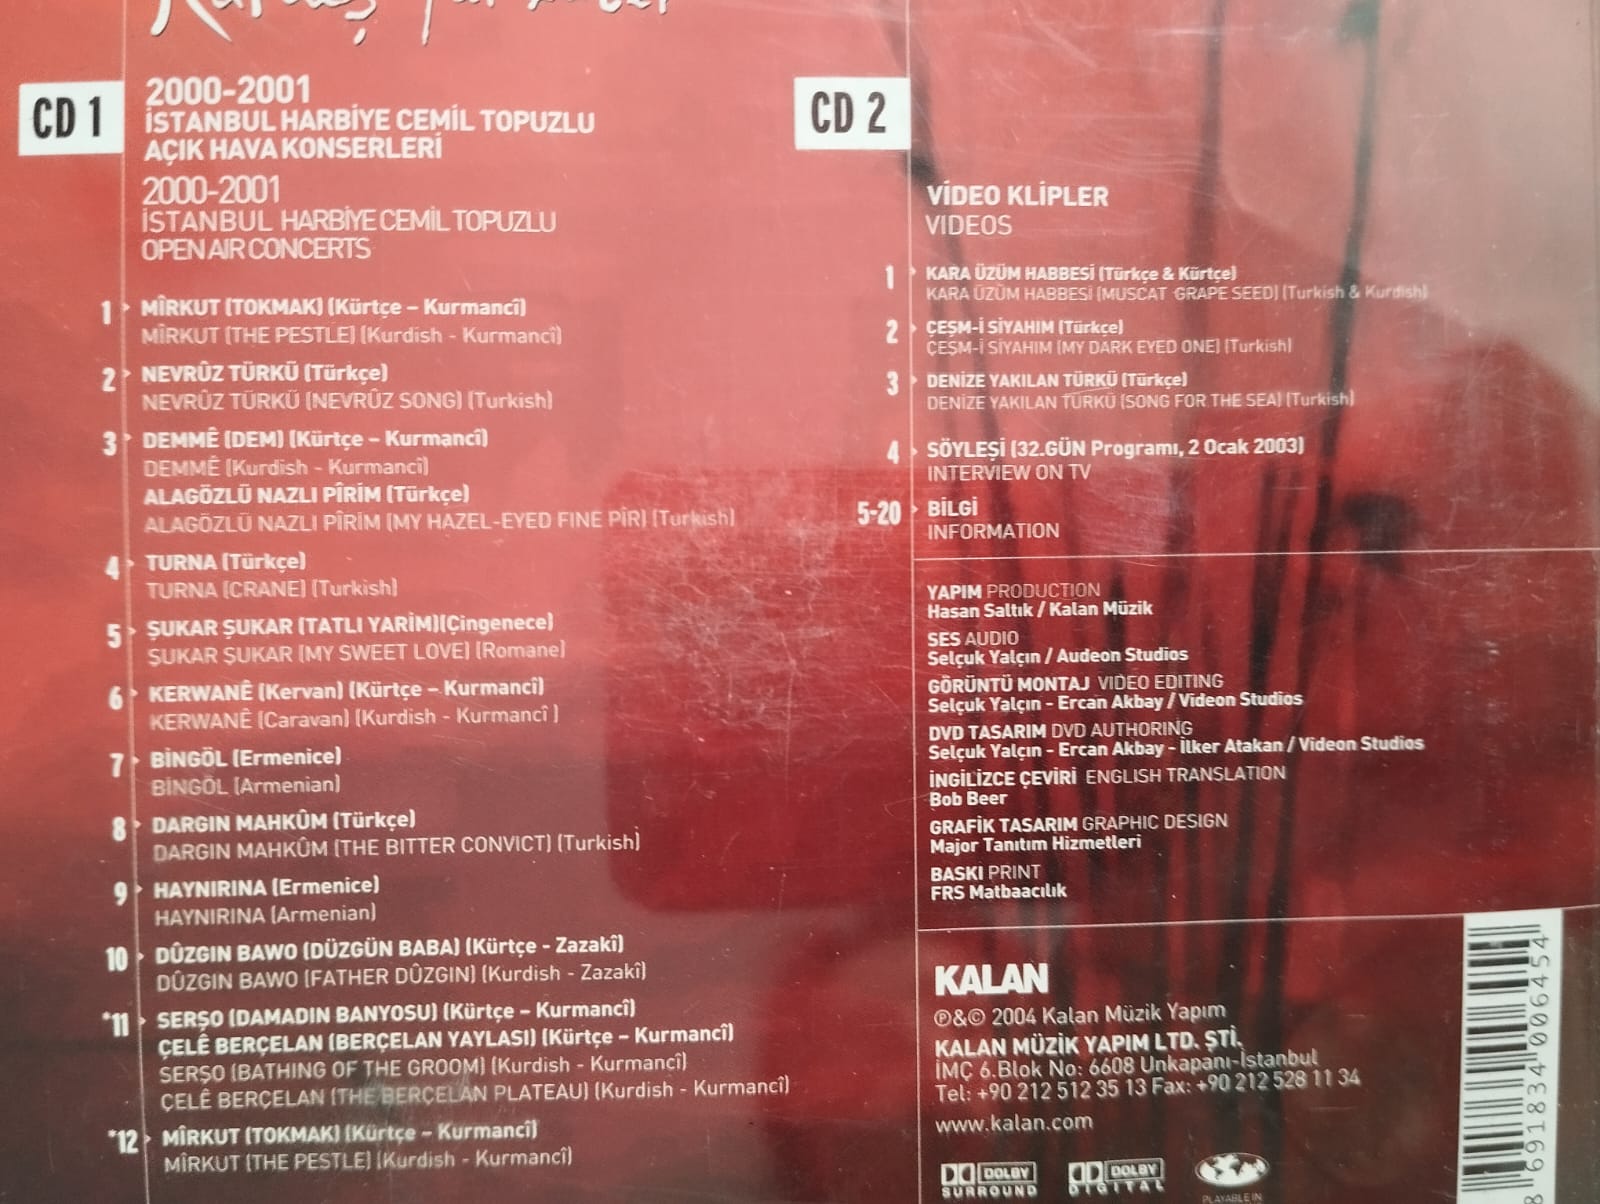 CD 1
2000-2001
İSTANBUL HARBİYE CEMİL TOPUZLU
AÇIK HAVA KONSERLERİ
2000-2001
İSTANBUL HARBİYE CEMİL TOPUZLU
OPEN AIR CONCERTS
1 MÎRKUT (TOKMAK) (Kürtçe – Kurmancî)
MÎRKUT (THE PESTLE) (Kurdish - Kurmancî)
2 NEVRÛZ TÜRKÜ (Türkçe)
NEVRÛZ TÜRKÜ (NEVRÛZ SONG) (Turkish)
3 DEMMÊ (DEM) (Kürtçe – Kurmancî)
DEMMÊ (Kurdish - Kurmancî)
ALAGÖZLÜ NAZLI PÎRİM (Türkçe)
ALAGÖZLÜ NAZLI PÎRİM (MY HAZEL-EYED FINE PÎR) (Turkish)
4 TURNA (Türkçe)
TURNA (CRANE) (Turkish)
5 ŞUKAR ŞUKAR (TATLI YARİM)(Çingenece)
ŞUKAR ŞUKAR (MY SWEET LOVE) (Romane)
6 KERWANÊ (Kervan) (Kürtçe – Kurmancî)
KERWANÊ (Caravan) (Kurdish - Kurmancî )
7 BİNGÖL (Ermenice)
BİNGÖL (Armenian)
8 DARGIN MAHKÛM (Türkçe)
DARGIN MAHKÛM (THE BITTER CONVICT) (Turkish)
9 HAYNIRINA (Ermenice)
HAYNIRINA (Armenian)
10 DÛZGIN BAWO (DÜZGÜN BABA) (Kürtçe - Zazakî)
DÛZGIN BAWO (FATHER DÛZGIN) (Kurdish - Zazakî)
*11 SERŞO (DAMADIN BANYOSU) (Kürtçe – Kurmancî)
ÇELÊ BERÇELAN (BERÇELAN YAYLASI) (Kürtçe – Kurmancî)
SERŞO (BATHING OF THE GROOM) (Kurdish - Kurmancî)
ÇELÊ BERÇELAN (THE BERÇELAN PLATEAU) (Kurdish - Kurmancî)
*12 MÎRKUT (TOKMAK) (Kürtçe – Kurmancî)
MÎRKUT (THE PESTLE) (Kurdish - Kurmancî)
CD 2
VİDEO KLİPLER
VIDEOS
1 KARA ÜZÜM HABBESİ (Türkçe & Kürtçe)
KARA ÜZÜM HABBESİ (MUSCAT GRAPE SEED) (Turkish & Kurdish)
2 ÇEŞM-İ SİYAHIM (Türkçe)
ÇEŞM-İ SİYAHIM (MY DARK EYED ONE) (Turkish)
3 DENİZE YAKILAN TÜRKÜ (Türkçe)
DENİZE YAKILAN TÜRKÜ (SONG FOR THE SEA) (Turkish)
4 SÖYLEŞİ (32.GÜN Programı, 2 Ocak 2003)
INTERVIEW ON TV
5-20 BİLGİ
INFORMATION
YAPIM PRODUCTION
Hasan Saltık / Kalan Müzik
SES AUDIO
Selçuk Yalçın / Audeon Studios
GÖRÜNTÜ MONTAJ VIDEO EDITING
Selçuk Yalçın - Ercan Akbay / Videon Studios
DVD TASARIM DVD AUTHORING
Selçuk Yalçın - Ercan Akbay - İlker Atakan / Videon Studios
İNGİLİZCE ÇEVİRİ ENGLISH TRANSLATION
Bob Beer
GRAFİK TASARIM GRAPHIC DESIGN
Major Tanıtım Hizmetleri
BASKI PRINT
FRS Matbaacılık
KALAN
℗&© 2004 Kalan Müzik Yapım
KALAN MÜZİK YAPIM LTD. ŞTİ.
İMÇ 6.Blok No: 6608 Unkapanı-İstanbul
Tel: +90 212 512 35 13 Fax: +90 212 528 11 34
www.kalan.com
DOLBY
SURROUND
DOLBY
DIGITAL
PLAYABLE IN
8 691834 006454